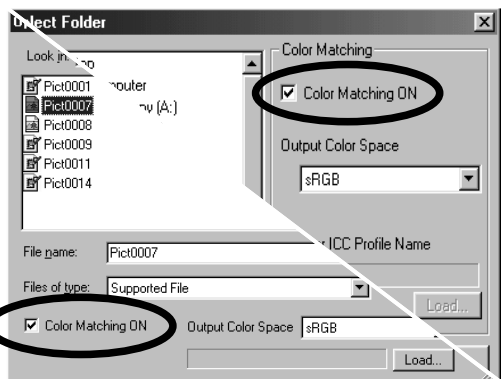 Select Folder
Look in:
Color Matching
Pict0001
Pict0007
(A:)
Color Matching ON
Pict0008
Pict0009
Output Color Space
Pict0011
Pict0014
sRGB
ICC Profile Name
File name: Pict0007
Files of type: Supported File
Load...
Color Matching ON Output Color Space sRGB
Load...